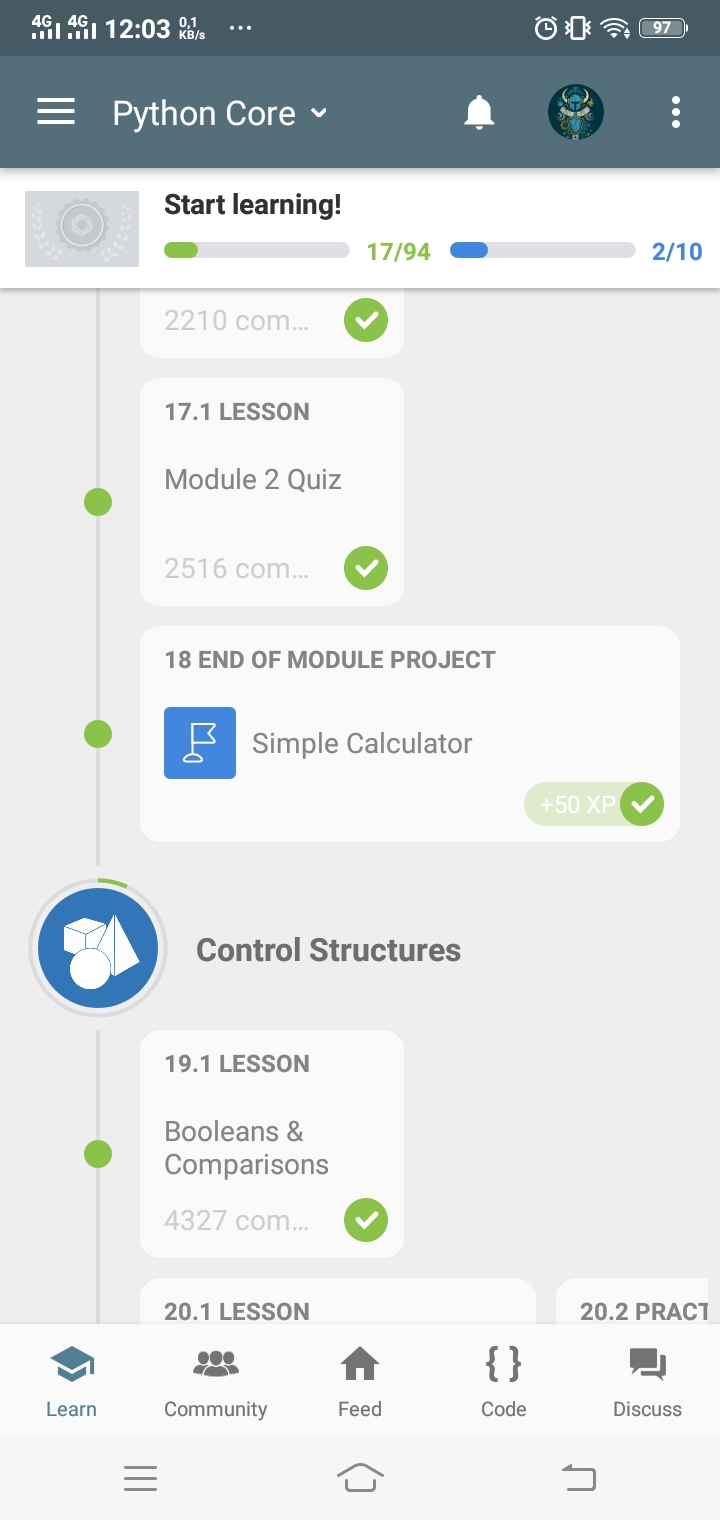 4G 4G 12:03 0,1 KB/s ... 97
Python Core
Start learning!
17/94 2/10
2210 com...
17.1 LESSON
Module 2 Quiz
2516 com...
18 END OF MODULE PROJECT
Simple Calculator
+50 XP
Control Structures
19.1 LESSON
Booleans &
Comparisons
4327 com...
20.1 LESSON 20.2 PRACT
Learn Community Feed Code Discuss